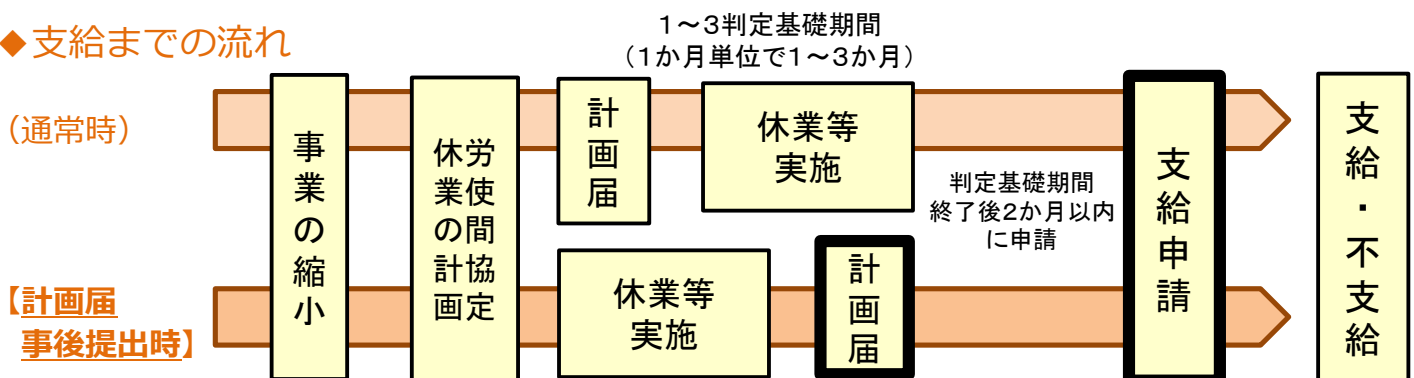 ◆支給までの流れ
1～3判定基礎期間
（1か月単位で1～3か月）
（通常時）
事業の縮小
労使間協定
休業の計画
計画届
休業等
実施
判定基礎期間
終了後2か月以内
に申請
支給申請
支給・不支給
【計画届
事後提出時】
休業等
実施
計画届